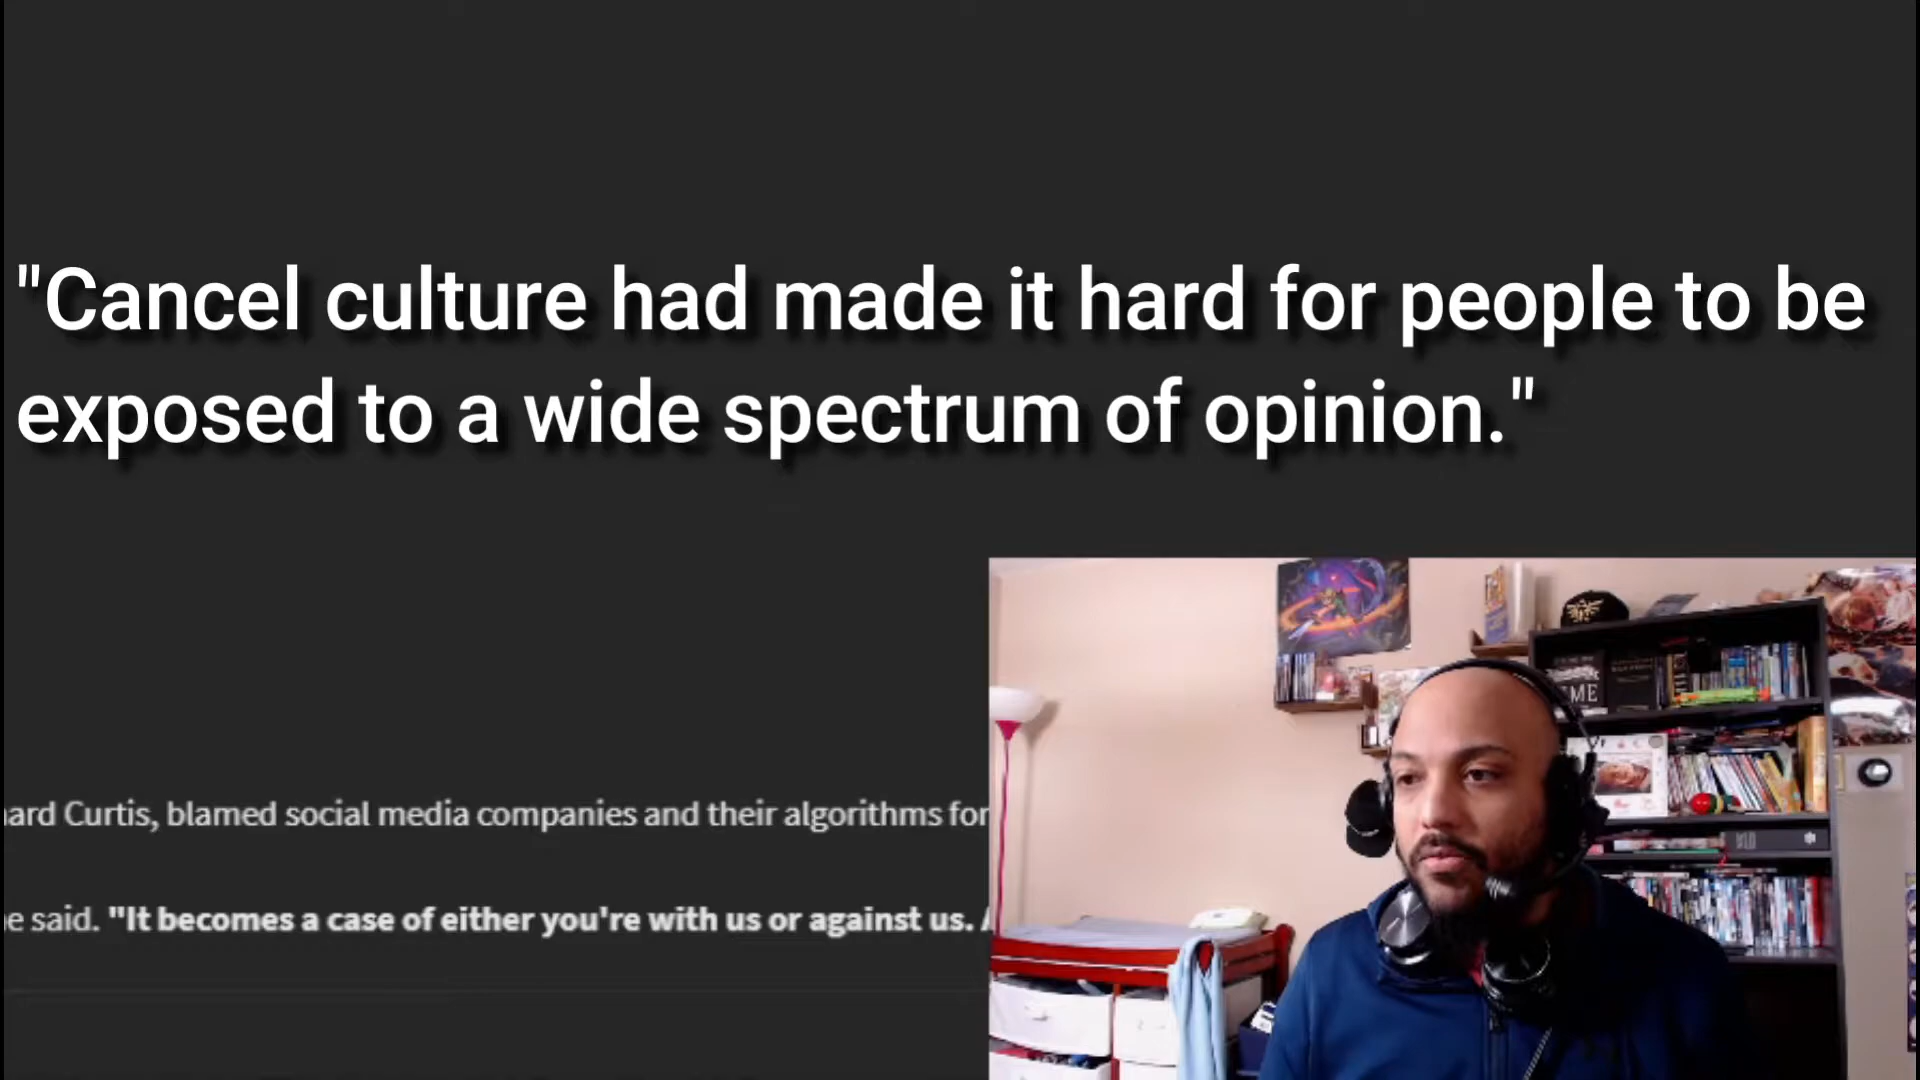 "Cancel culture had made it hard for people to be
exposed to a wide spectrum of opinion."
ard Curtis, blamed social media companies and their algorithms for
e said. "It becomes a case of either you're with us or against us.